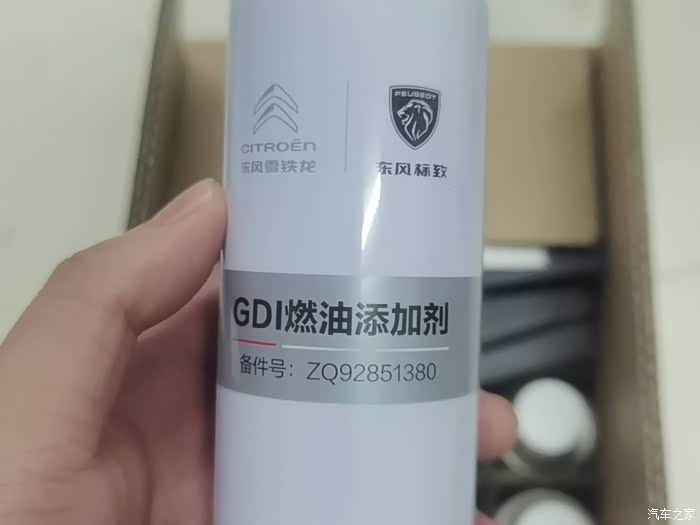 CITROËN
东风雪铁龙
PEUGEOT
东风标致
GDI燃油添加剂
备件号：ZQ92851380
汽车之家